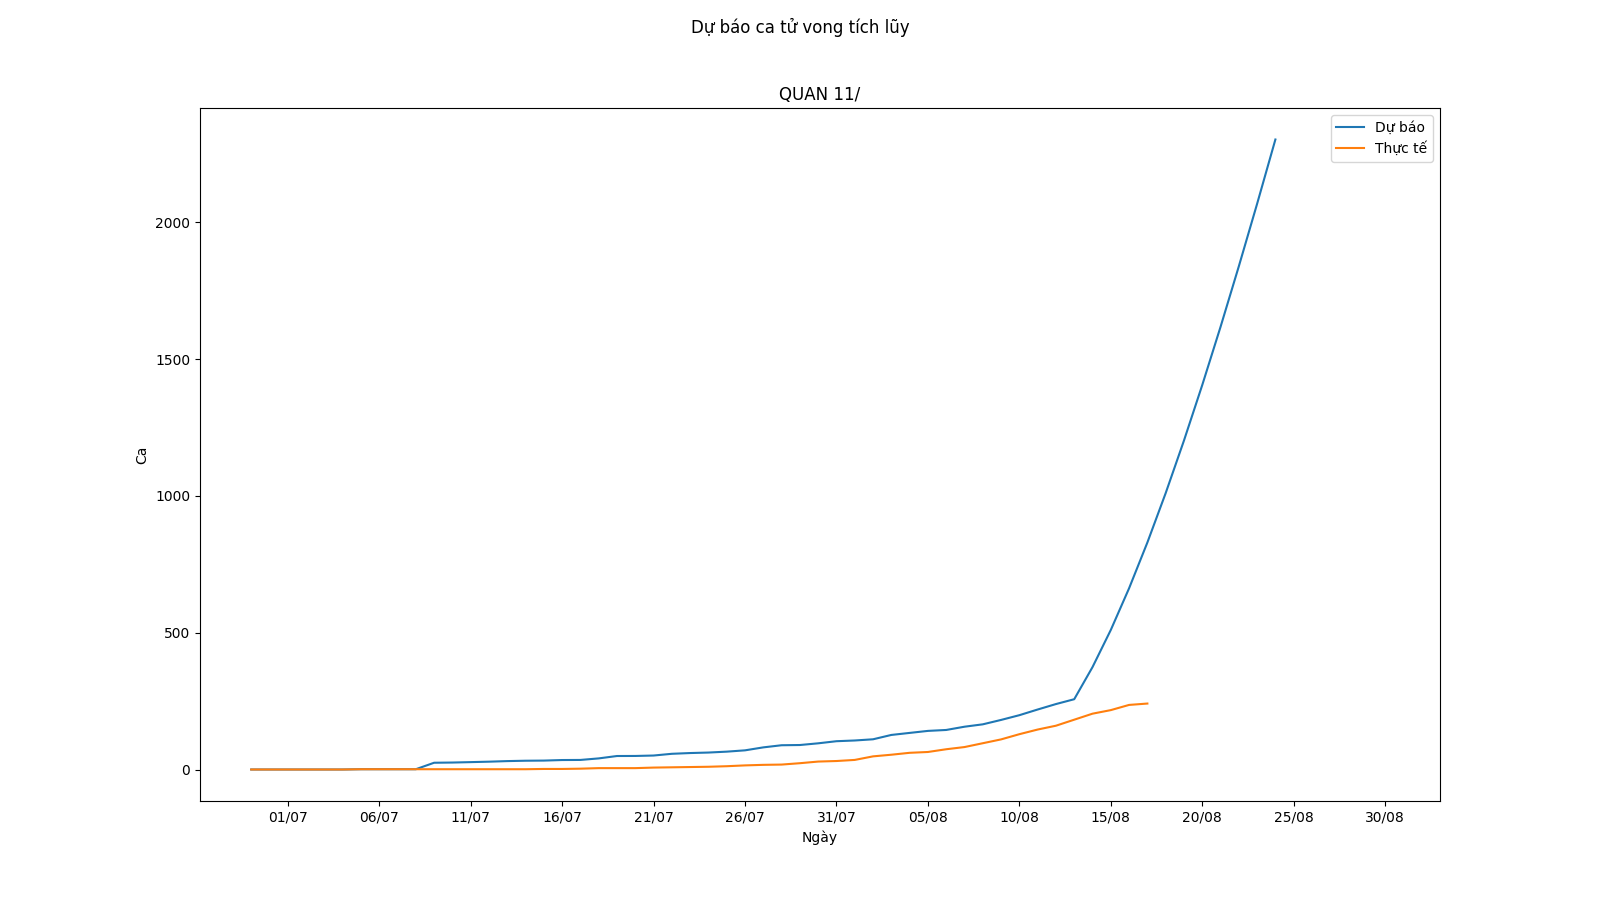 Dự báo ca tử vong tích lũy
QUAN 11/
Dự báo
Thực tế
2000
1500
1000
500
0
Ca
01/07 06/07 11/07 16/07 21/07 26/07 31/07 05/08 10/08 15/08 20/08 25/08 30/08
Ngày